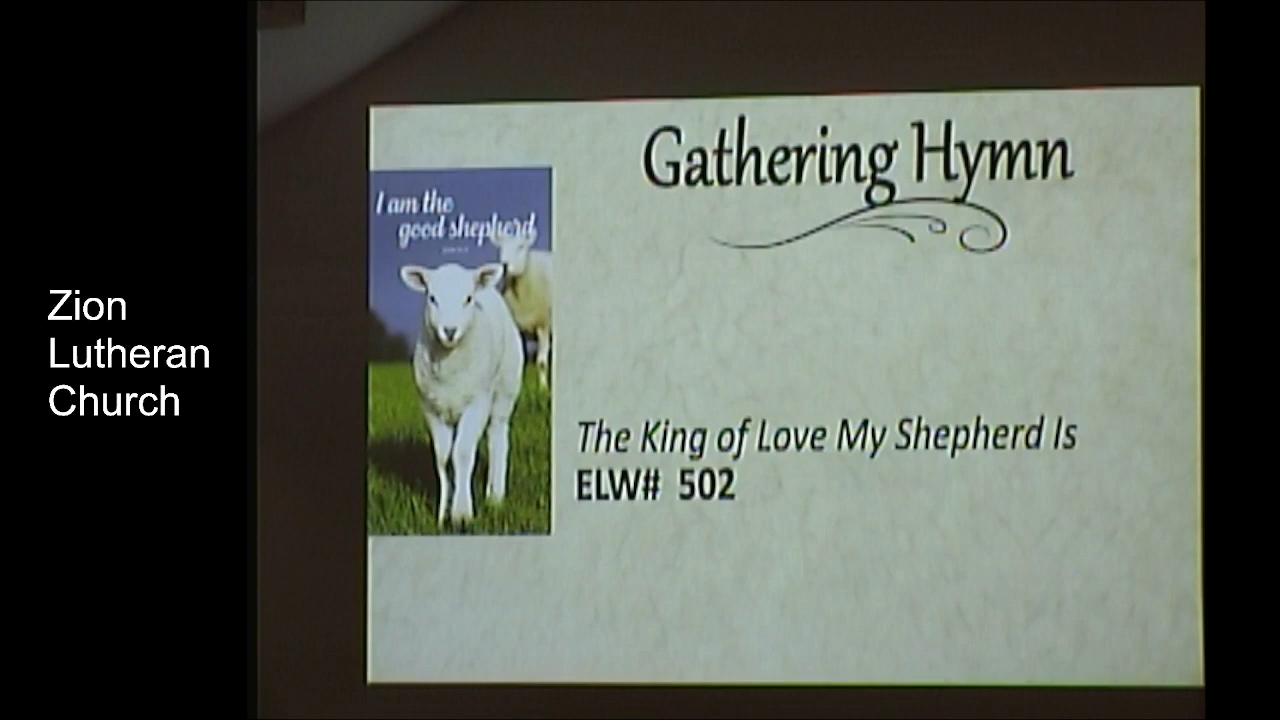 Zion
Lutheran
Church
Gathering Hymn
I am the
good shepherd
The King of Love My Shepherd Is
ELW# 502